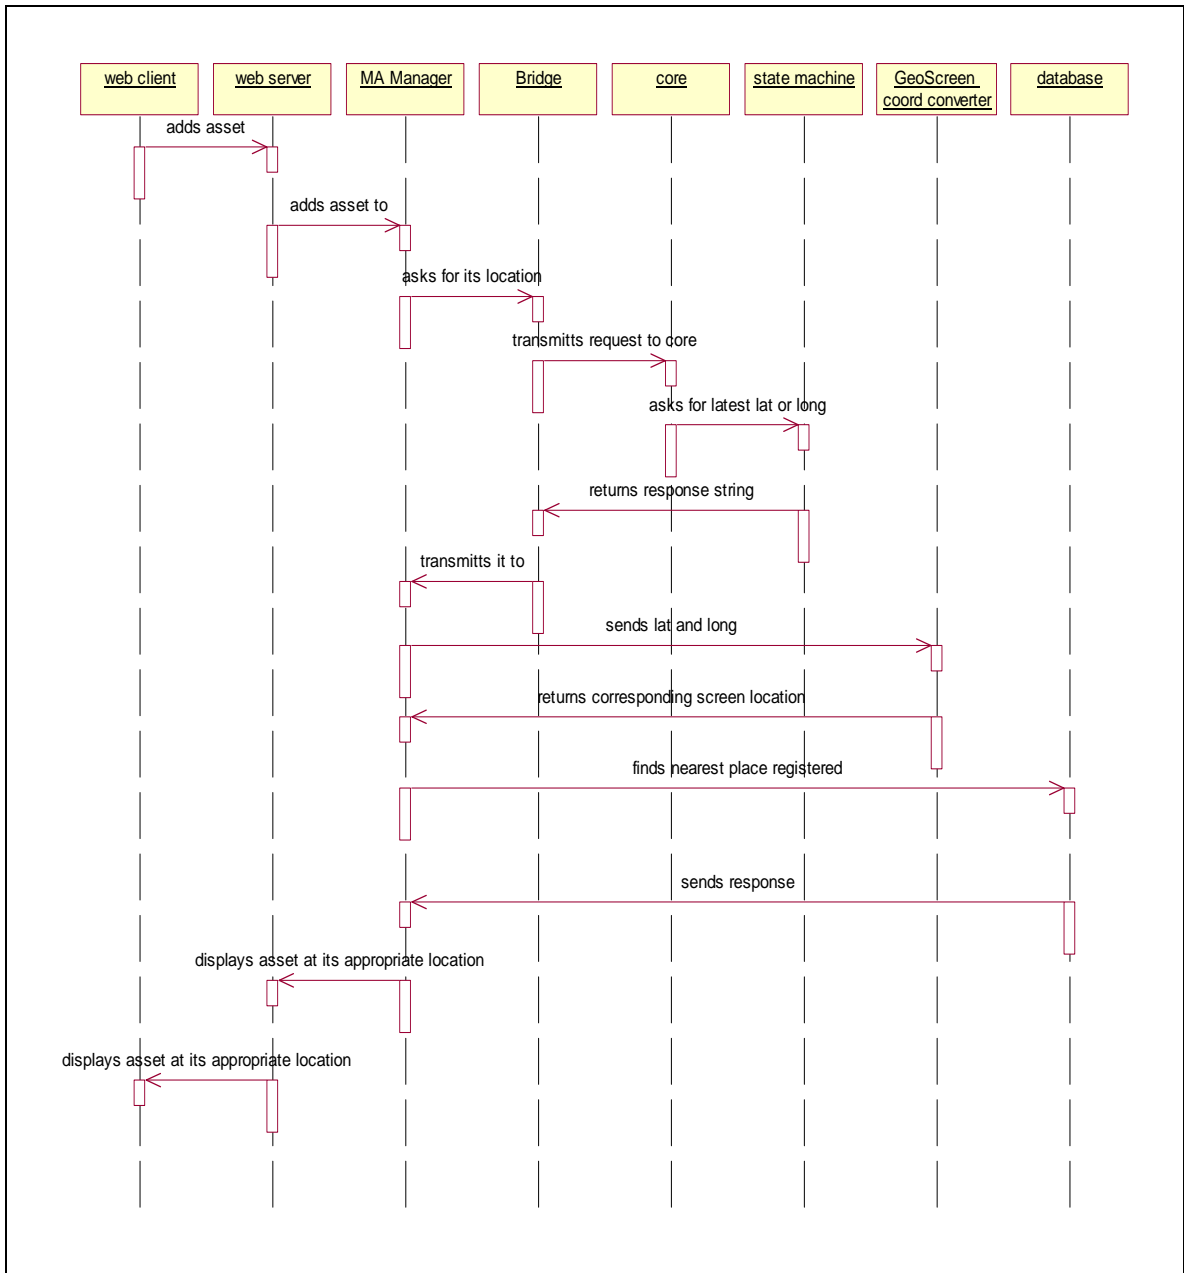 web client
web server
MA Manager
Bridge
core
state machine
GeoScreen
coord converter
database
adds asset
adds asset to
asks for its location
transmitts request to core
asks for latest lat or long
returns response string
transmitts it to
sends lat and long
returns corresponding screen location
finds nearest place registered
sends response
displays asset at its appropriate location
displays asset at its appropriate location